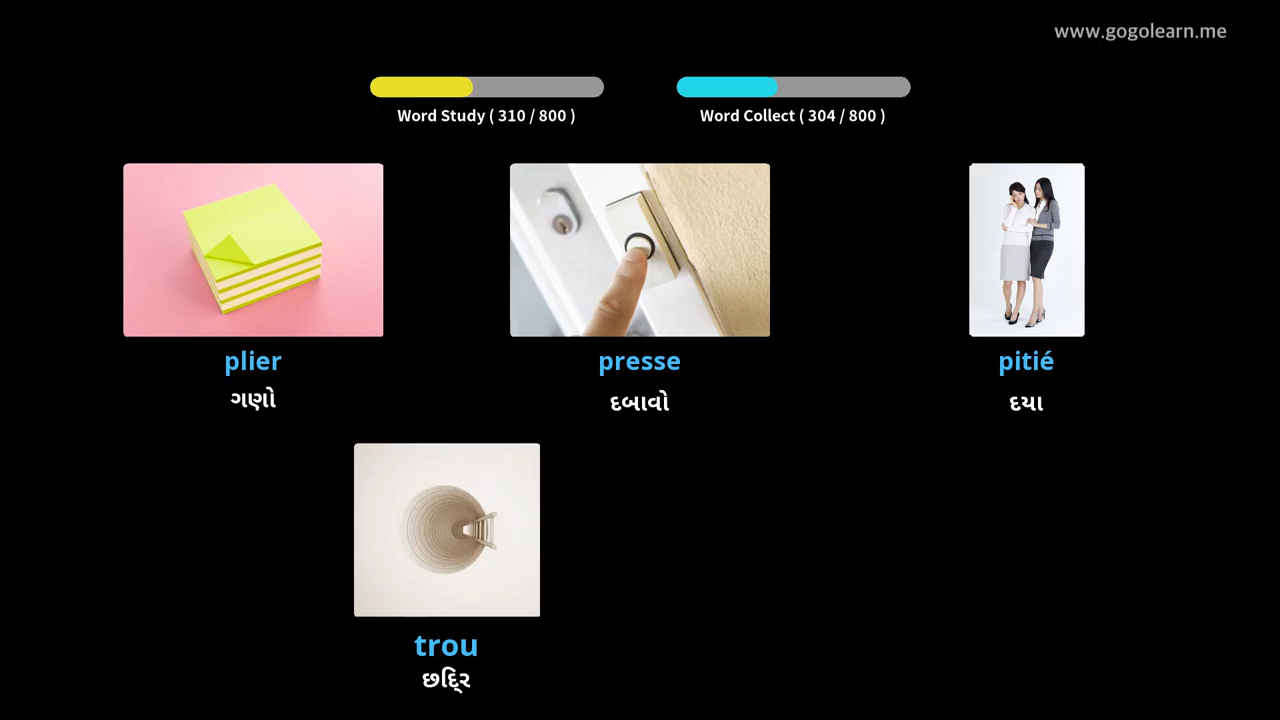 www.gogolearn.me
Word Study ( 310 / 800 )
Word Collect ( 304 / 800 )
plier
ગણો
presse
દબાવો
pitié
દયા
trou
છિદ્ર